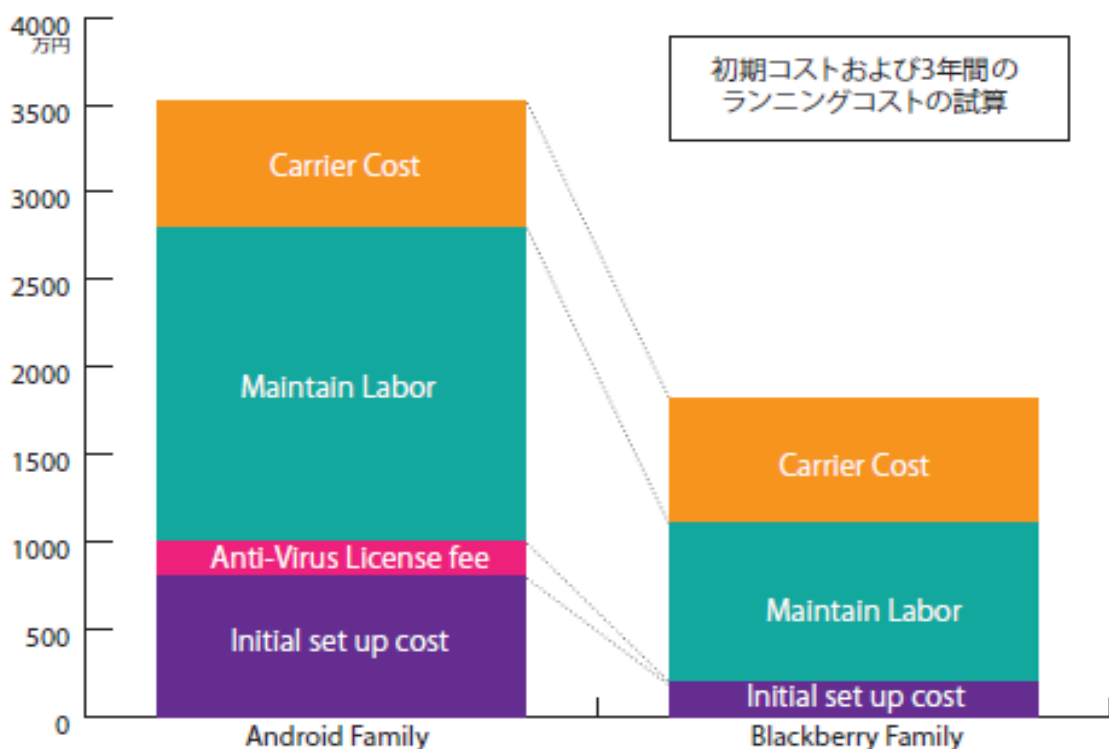 4000
万円
3500
3000
2500
2000
1500
1000
500
0
初期コストおよび3年間の
ランニングコストの試算
Carrier Cost
Maintain Labor
Anti-Virus License fee
Initial set up cost
Carrier Cost
Maintain Labor
Initial set up cost
Android Family
Blackberry Family